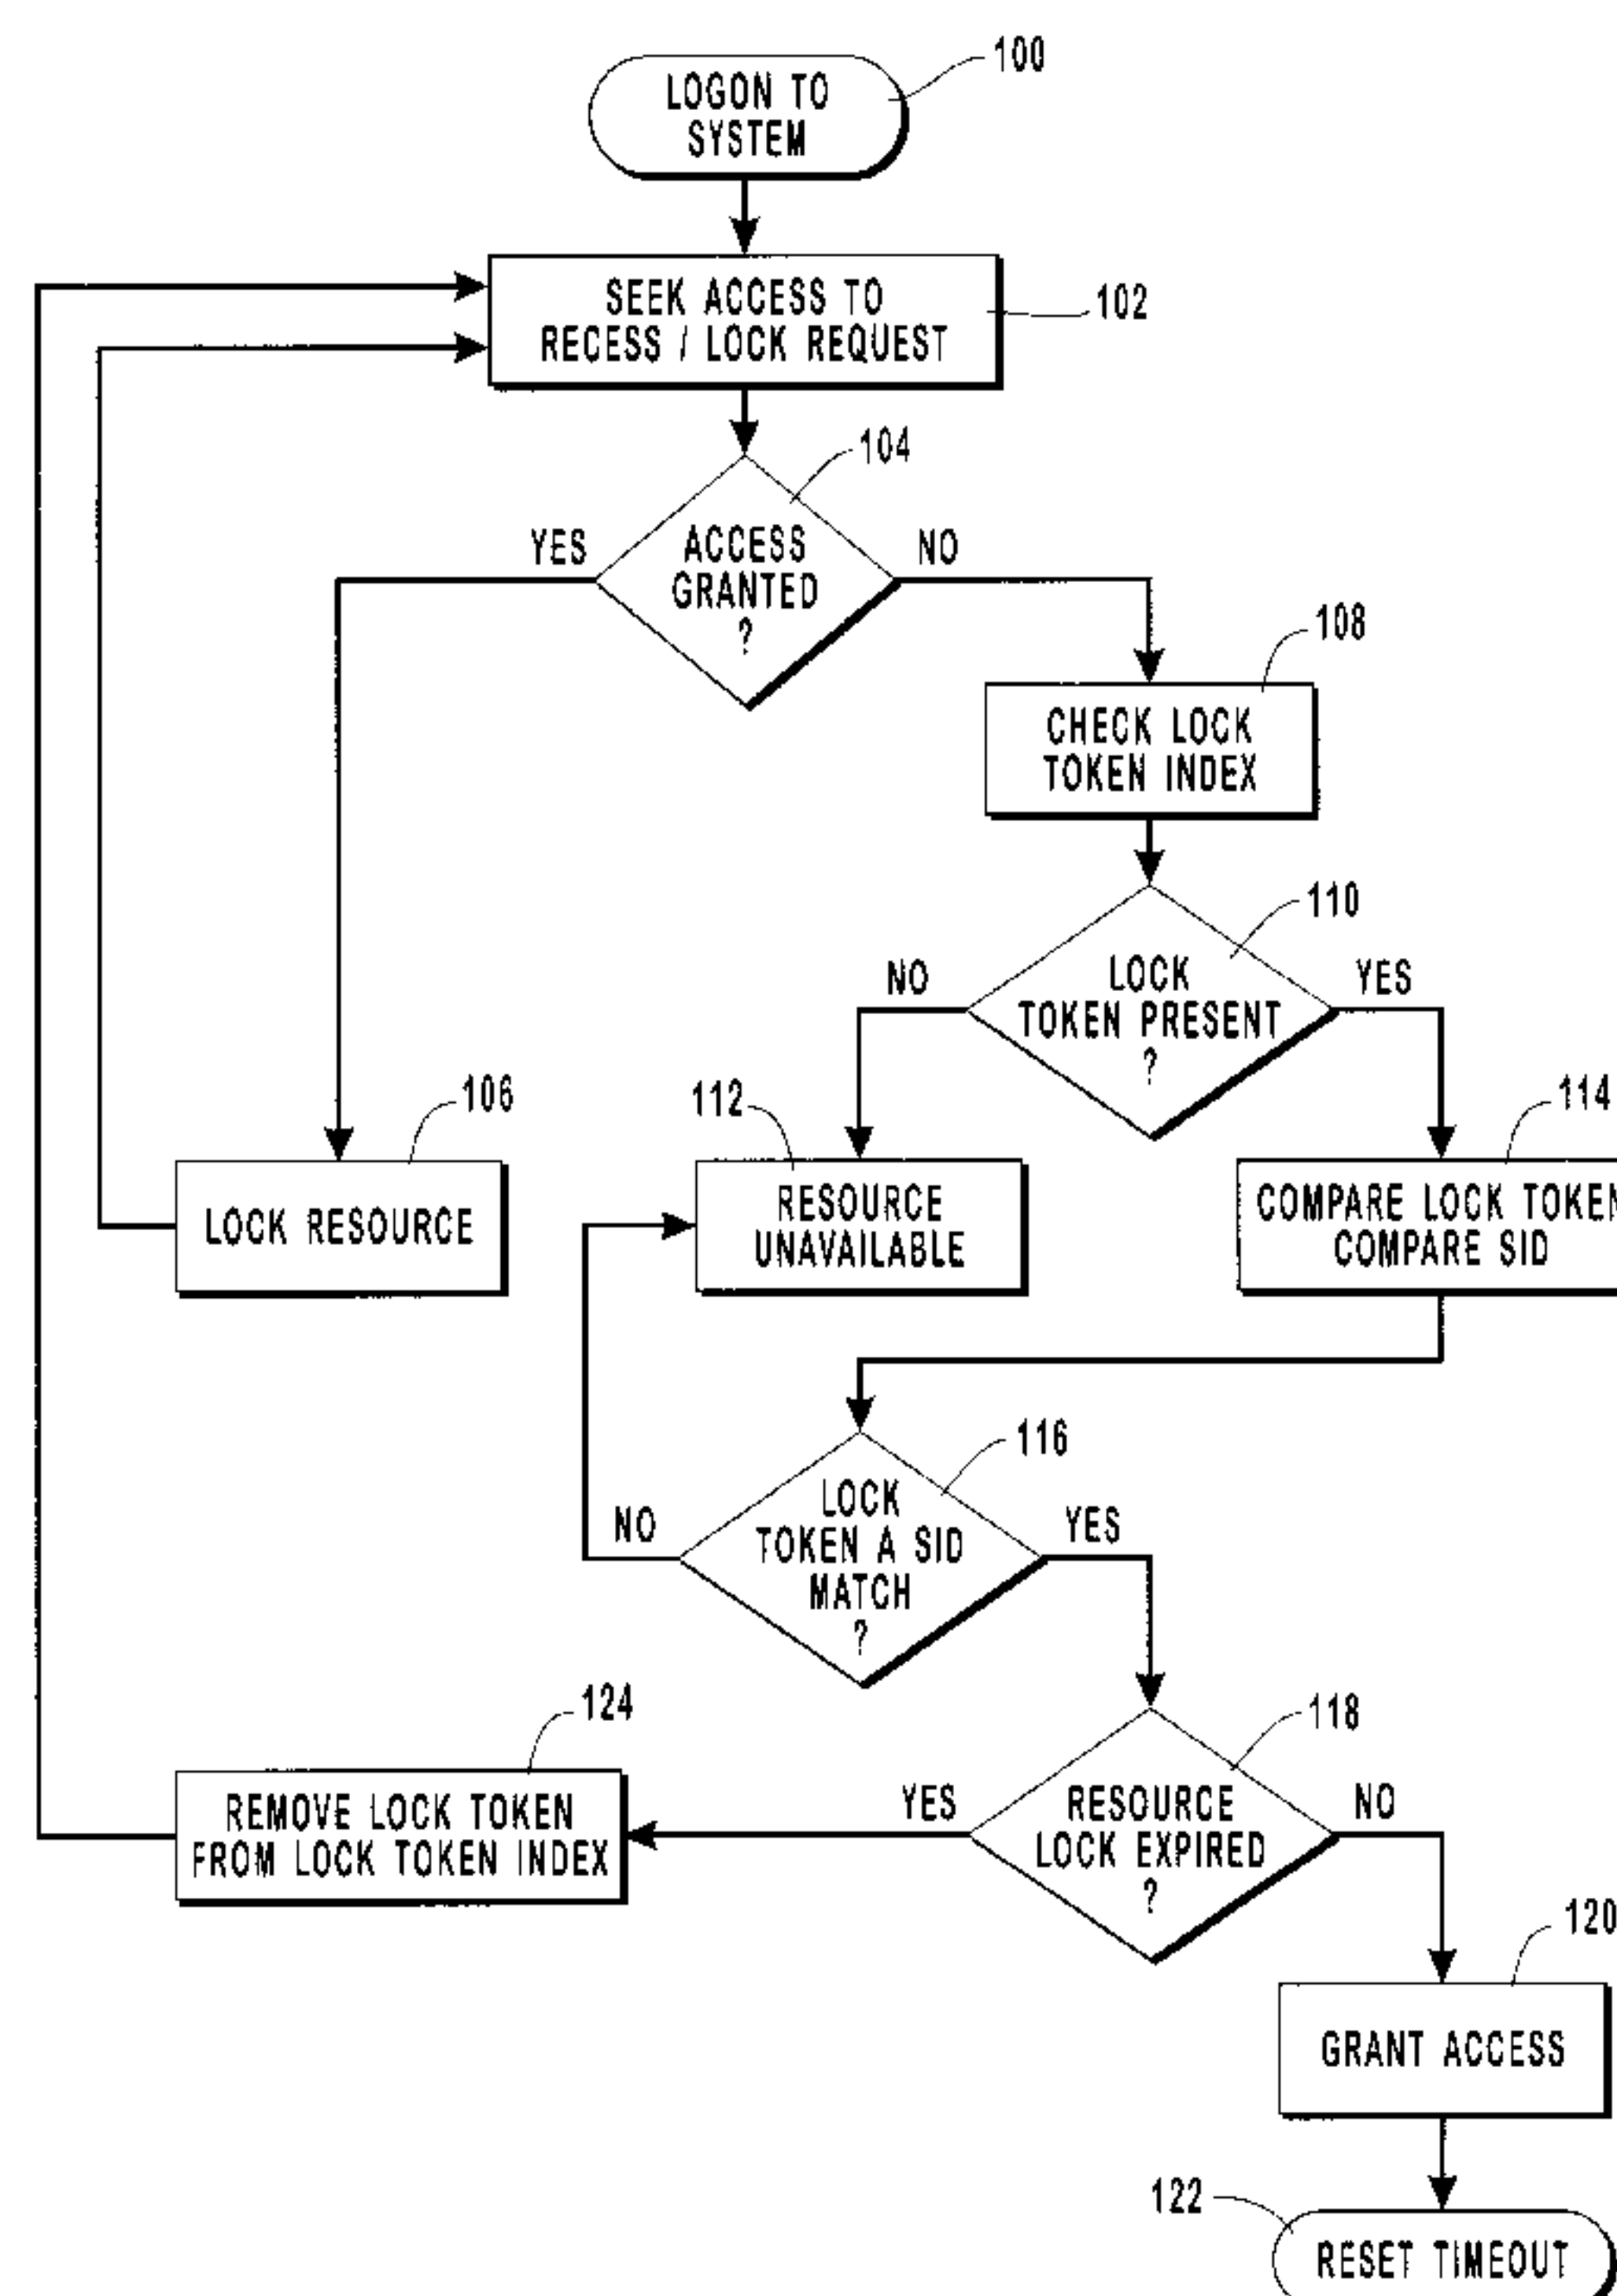 100
LOGON TO
SYSTEM
SEEK ACCESS TO
RECESS / LOCK REQUEST
102
104
YES
ACCESS
GRANTED
?
NO
108
CHECK LOCK
TOKEN INDEX
110
NO
LOCK
TOKEN PRESENT
?
YES
106
112
114
LOCK RESOURCE
RESOURCE
UNAVAILABLE
COMPARE LOCK TOKEN
COMPARE SID
116
NO
LOCK
TOKEN A SID
MATCH
?
YES
124
118
REMOVE LOCK TOKEN
FROM LOCK TOKEN INDEX
YES
RESOURCE
LOCK EXPIRED
?
NO
120
GRANT ACCESS
122
RESET TIMEOUT